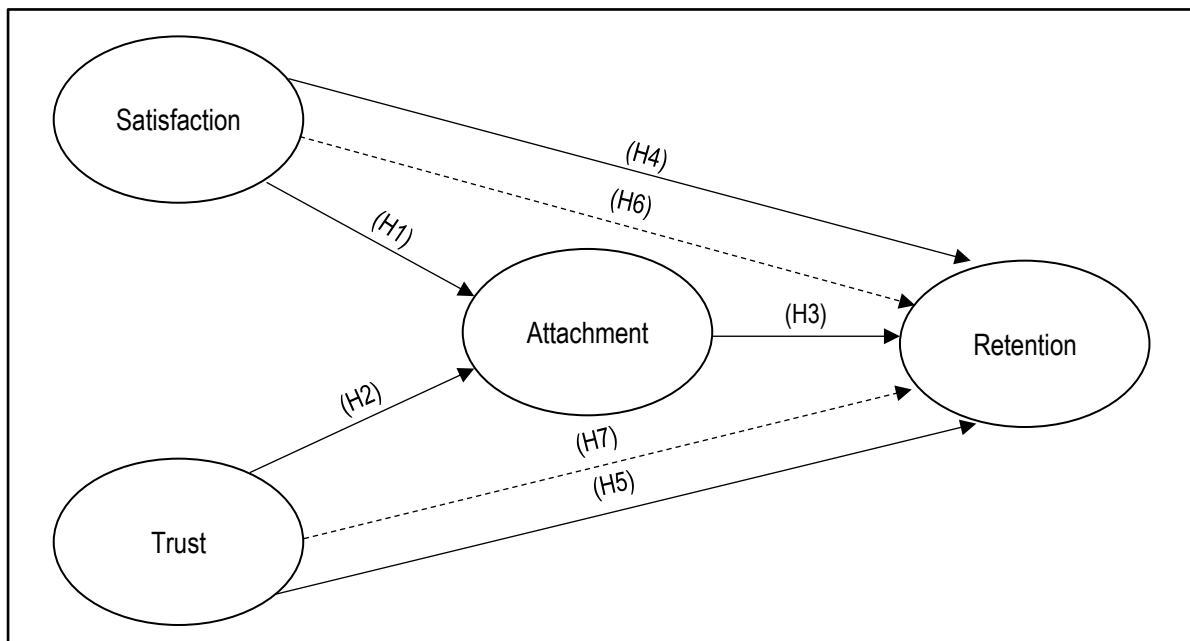 Satisfaction
(H4)
(H6)
(H1)
Attachment
(H3)
Retention
(H2)
(H7)
(H5)
Trust